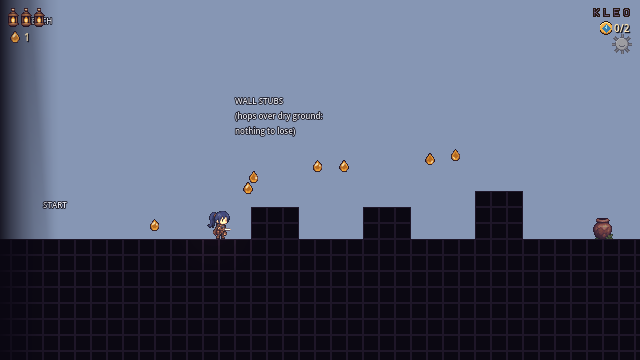 KLEO
0/2
1
WALL STUBS
(hops over dry ground:
nothing to lose)
START